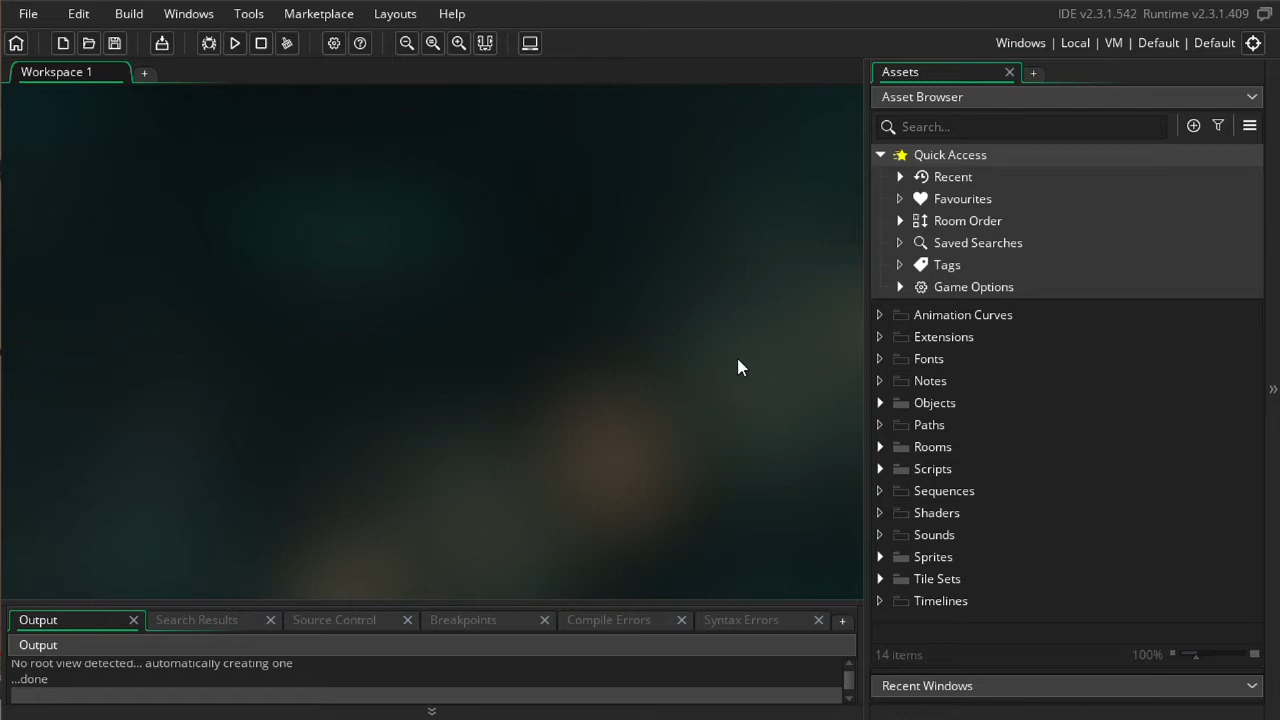 File Edit Build Windows Tools Marketplace Layouts Help IDE v2.3.1.542 Runtime v2.3.1.409
Windows | Local | VM | Default | Default
Workspace 1 +
Assets +
Asset Browser
Search...
Quick Access
Recent
Favourites
Room Order
Saved Searches
Tags
Game Options
Animation Curves
Extensions
Fonts
Notes
Objects
Paths
Rooms
Scripts
Sequences
Shaders
Sounds
Sprites
Tile Sets
Timelines
14 items 100%
Recent Windows
Output Search Results Source Control Breakpoints Compile Errors Syntax Errors +
Output
No root view detected... automatically creating one
...done